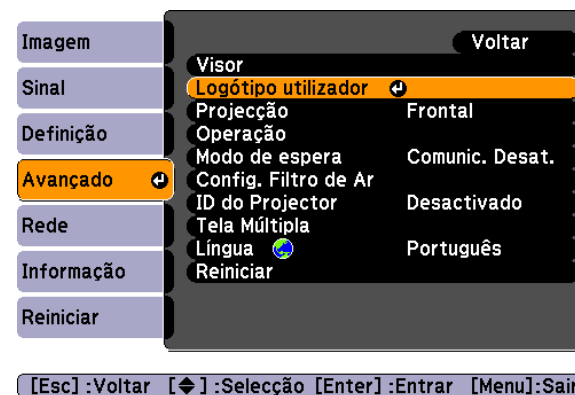 Imagem
Sinal
Definição
Avançado
Rede
Informação
Reiniciar
Voltar
Visor
Logótipo utilizador
Projecção Frontal
Operação
Modo de espera Comunic. Desat.
Config. Filtro de Ar
ID do Projector Desactivado
Tela Múltipla
Língua Português
Reiniciar
[Esc] :Voltar [◆] :Selecção [Enter] :Entrar [Menu]:Sair